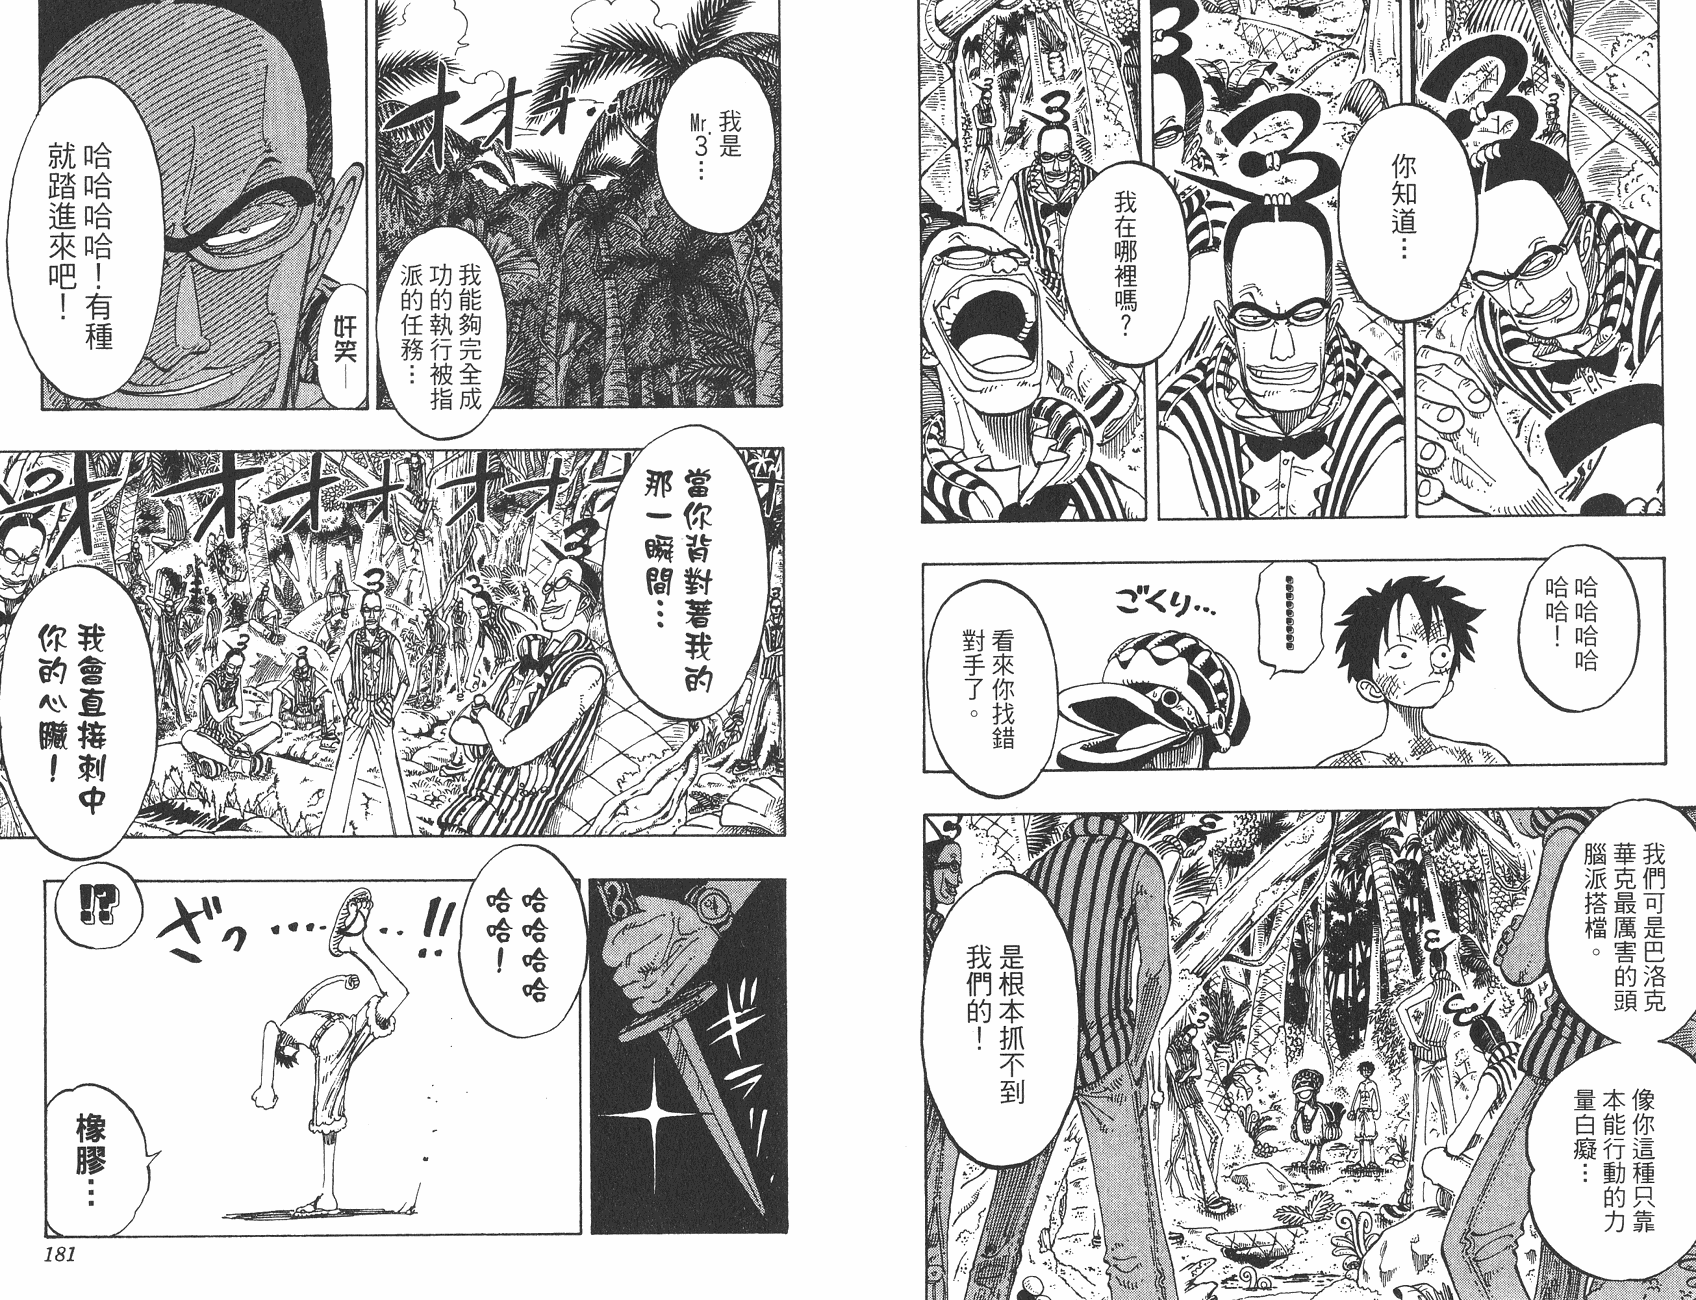 你知道…
我在哪裡嗎？
哈哈哈哈
哈哈！
………
ごくり…
看來你找錯
對手了。
我們可是巴洛克
華克最厲害的頭
腦派搭檔。
像你這種只靠
本能行動的力
量白癡…
是根本抓不到
我們的！
我是
Mr.3…
オオオ…
我能夠完全成
功的執行被指
派的任務…
奸笑—
哈哈哈哈！有種
就踏進來吧！
當你背對著我的
那一瞬間…
オオオオオオオ
我會直接刺中
你的心臟！
哈哈哈哈
哈哈！
ざっ……!!
!?
橡膠…
181